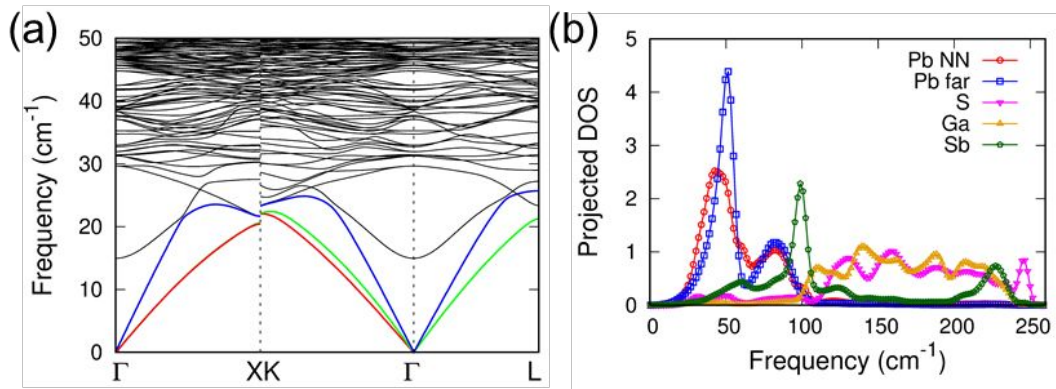 (a)
Frequency (cm-1)
50
40
30
20
10
0
Γ
XK
Γ
L
(b)
Projected DOS
5
4
3
2
1
0
Pb NN
Pb far
S
Ga
Sb
0
50
100
150
200
250
Frequency (cm-1)